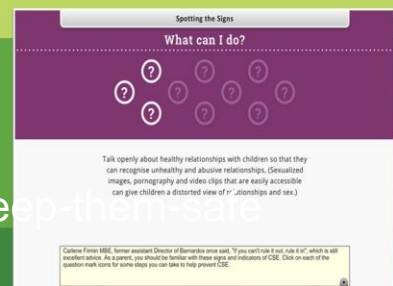 Spotting the Signs
What can I do?
? ? ?
? ? ? ?
? ? ?
Talk openly about healthy relationships with children so that they
can recognise unhealthy and abusive relationships. (Sexualized
images, pornography and video clips that are easily accessible
can give children a distorted view of relationships and sex.)
eep-them-safe
Carlene Firmin MBE, former assistant Director of Barnardos once said, "If you can't rule it out, rule it in", which is still
excellent advice. As a parent, you should be familiar with these signs and indicators of CSE. Click on each of the
question mark icons for some steps you can take to help prevent CSE.